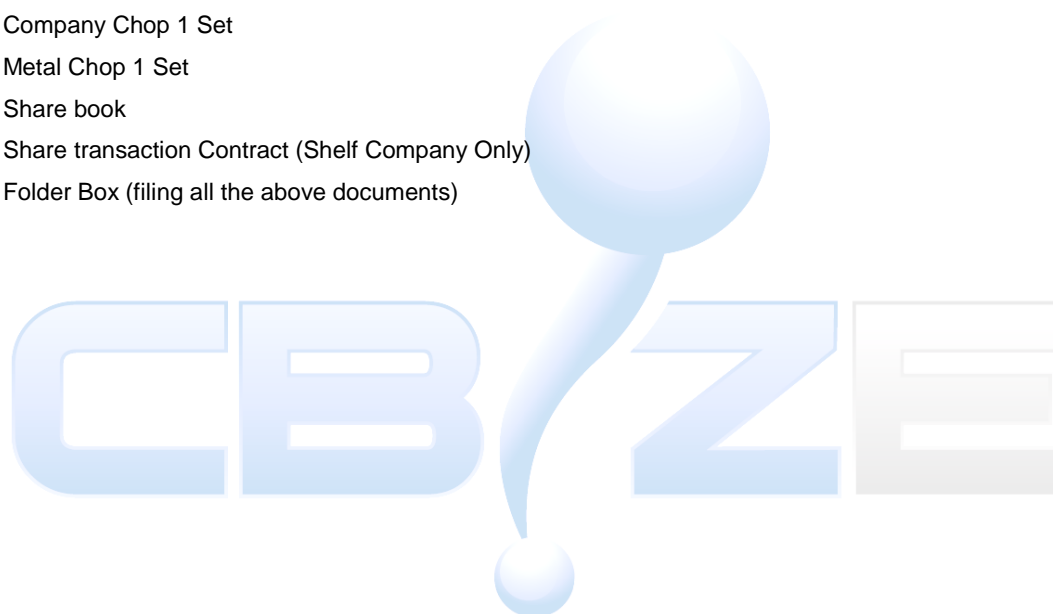 Company Chop 1 Set
Metal Chop 1 Set
Share book
Share transaction Contract (Shelf Company Only)
Folder Box (filing all the above documents)
CBIZE